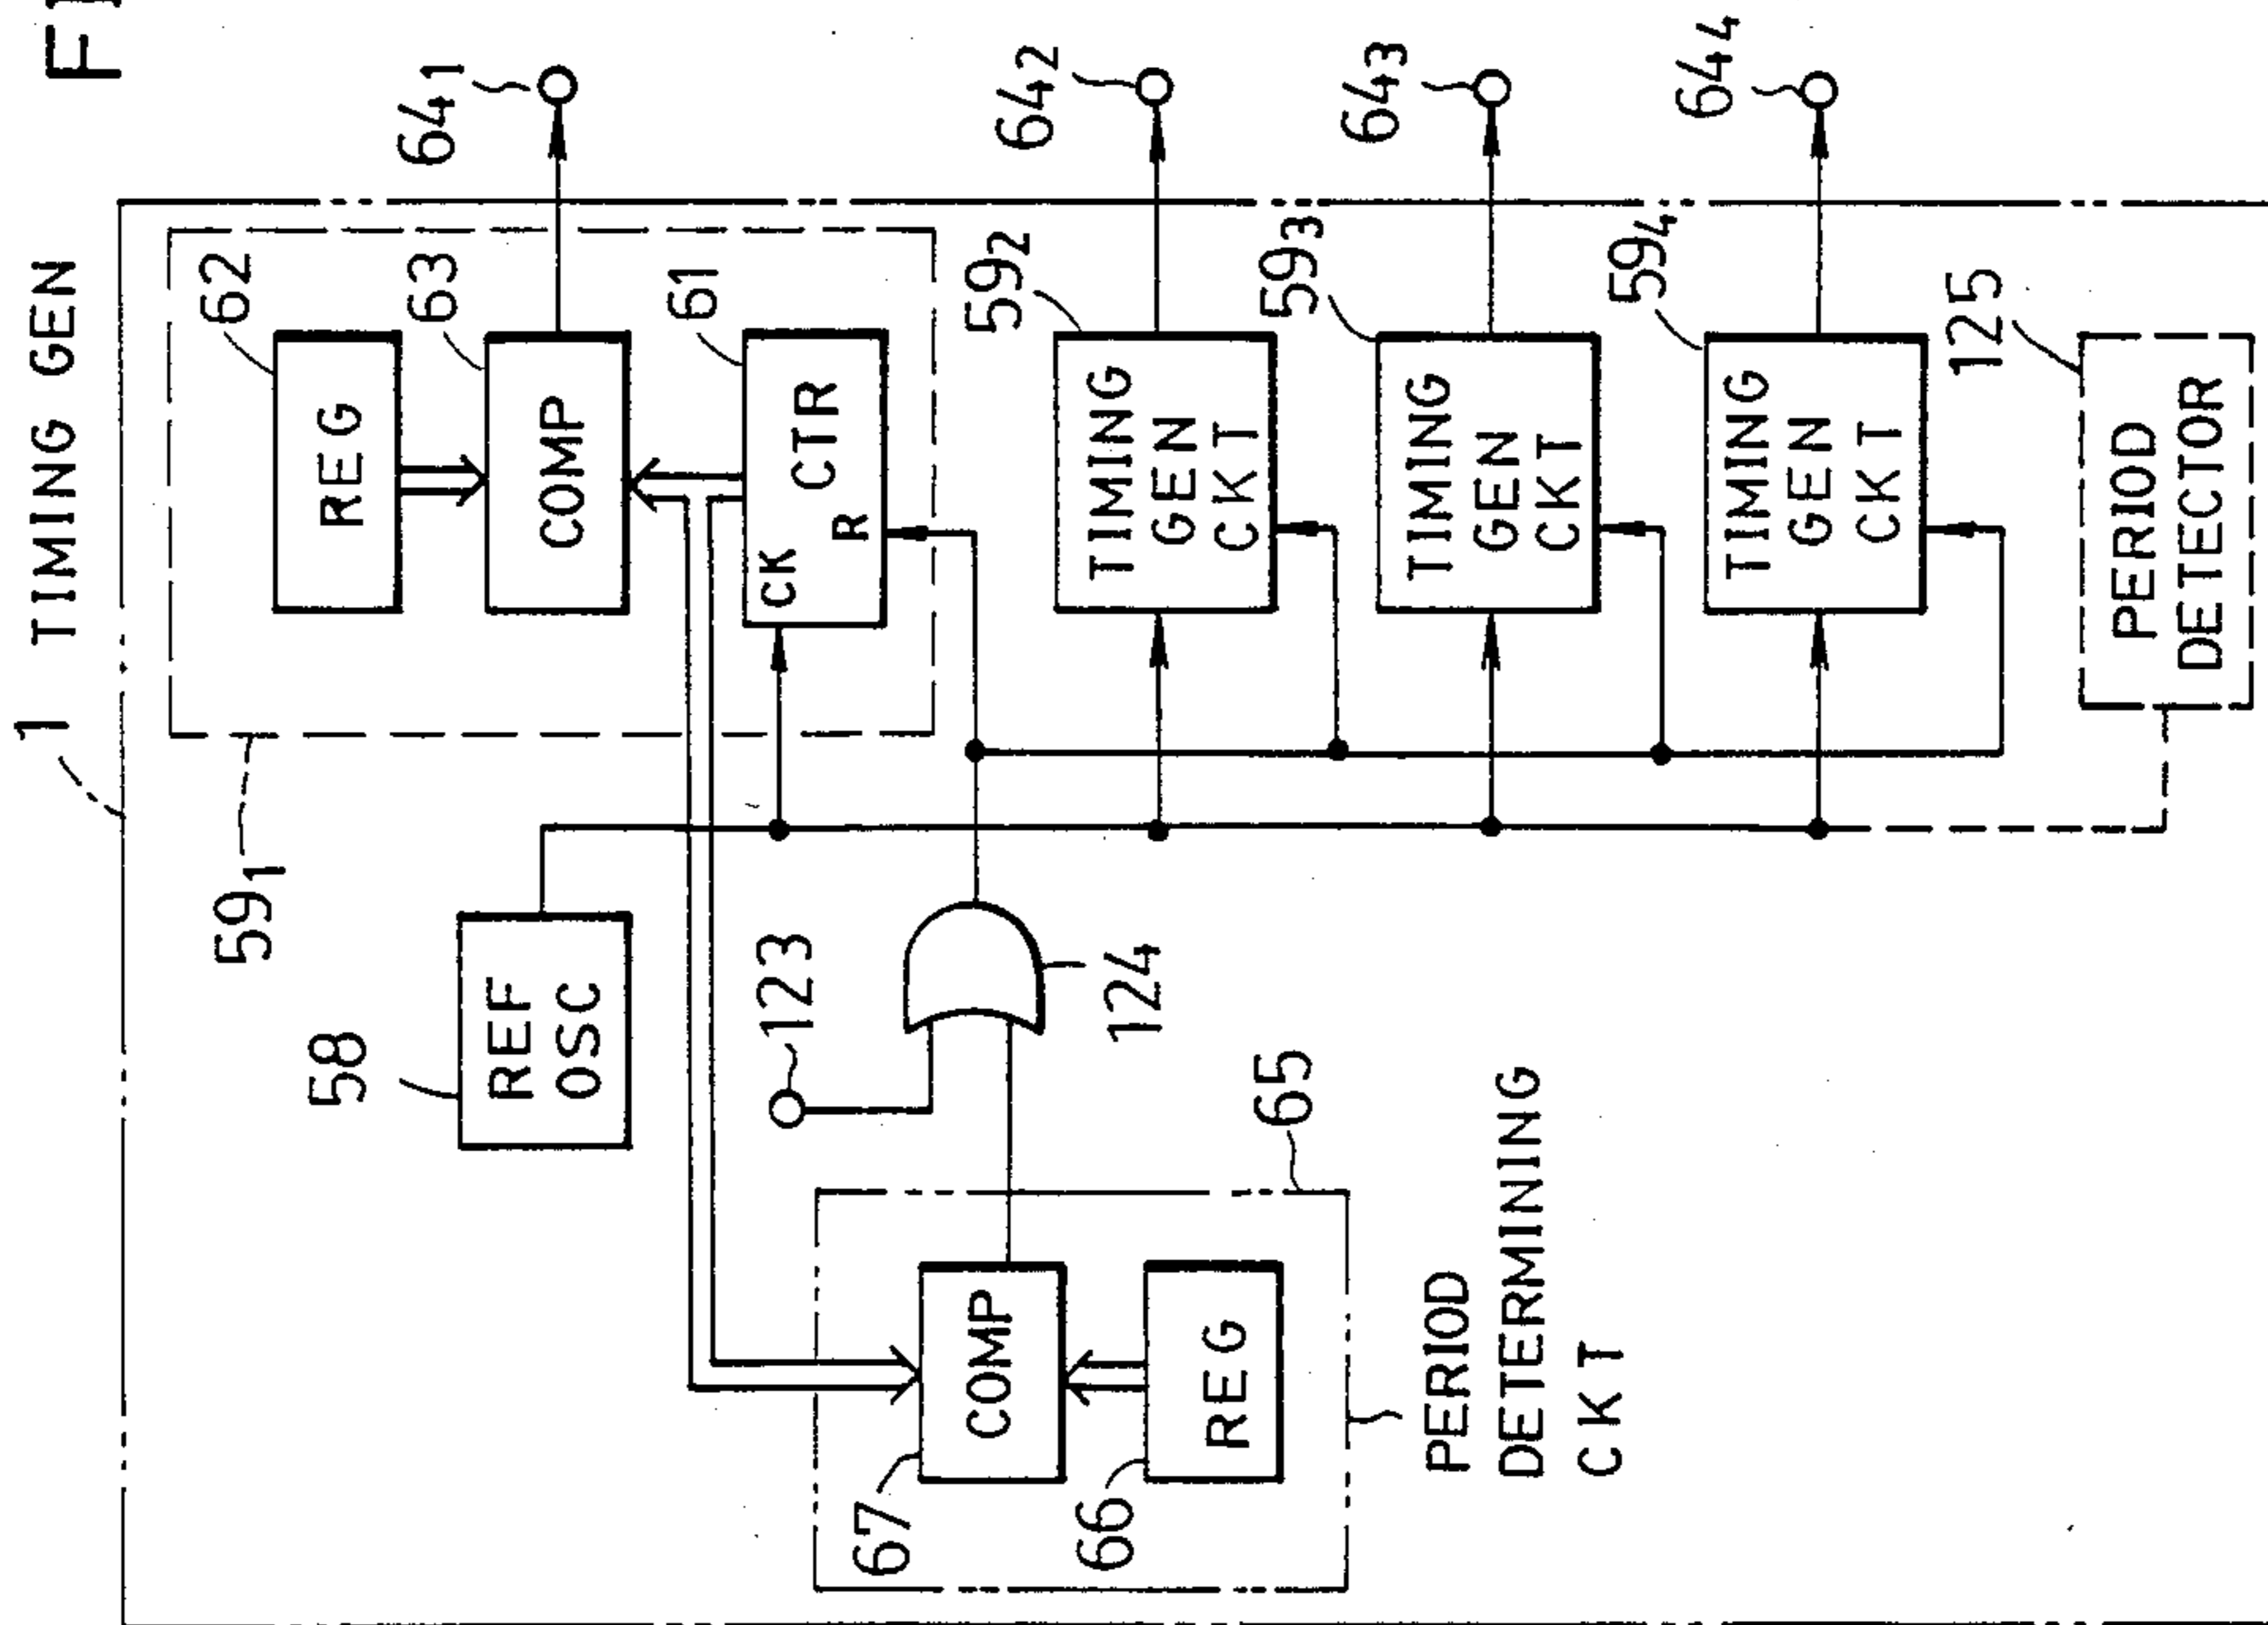 1 TIMING GEN
62
59₁
58
REG
64₁
63
REF
OSC
COMP
61
CK
CTR
R
123
67
COMP
124
59₂
64₂
66
REG
TIMING
GEN
CKT
65
59₃
64₃
PERIOD
DETERMINING
CKT
TIMING
GEN
CKT
59₄
64₄
TIMING
GEN
CKT
125
PERIOD
DETECTOR